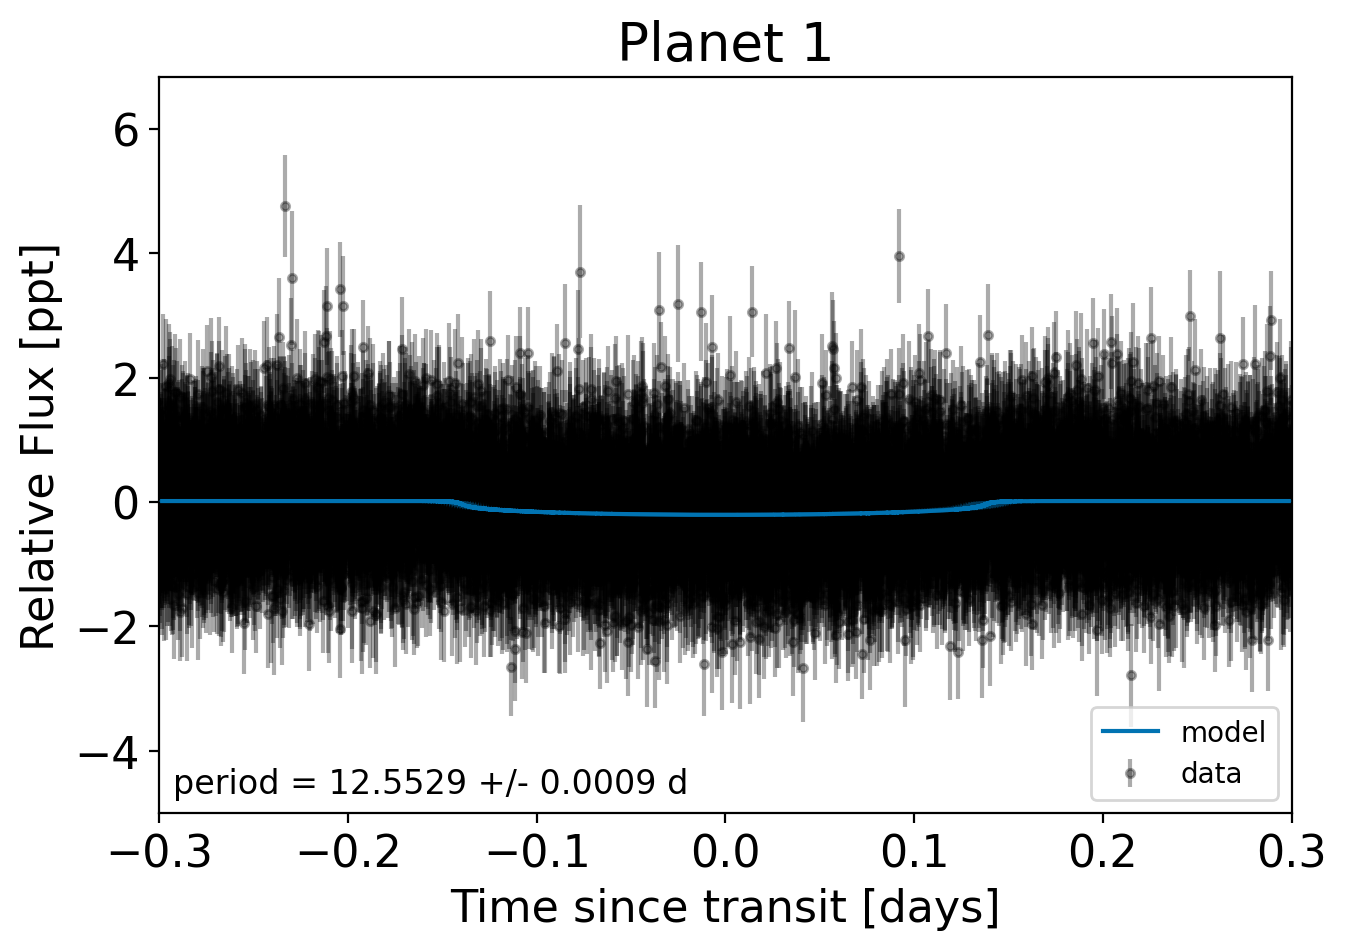 Planet 1
Relative Flux [ppt]
6
4
2
0
−2
−4
period = 12.5529 +/- 0.0009 d
model
data
−0.3 −0.2 −0.1 0.0 0.1 0.2 0.3
Time since transit [days]